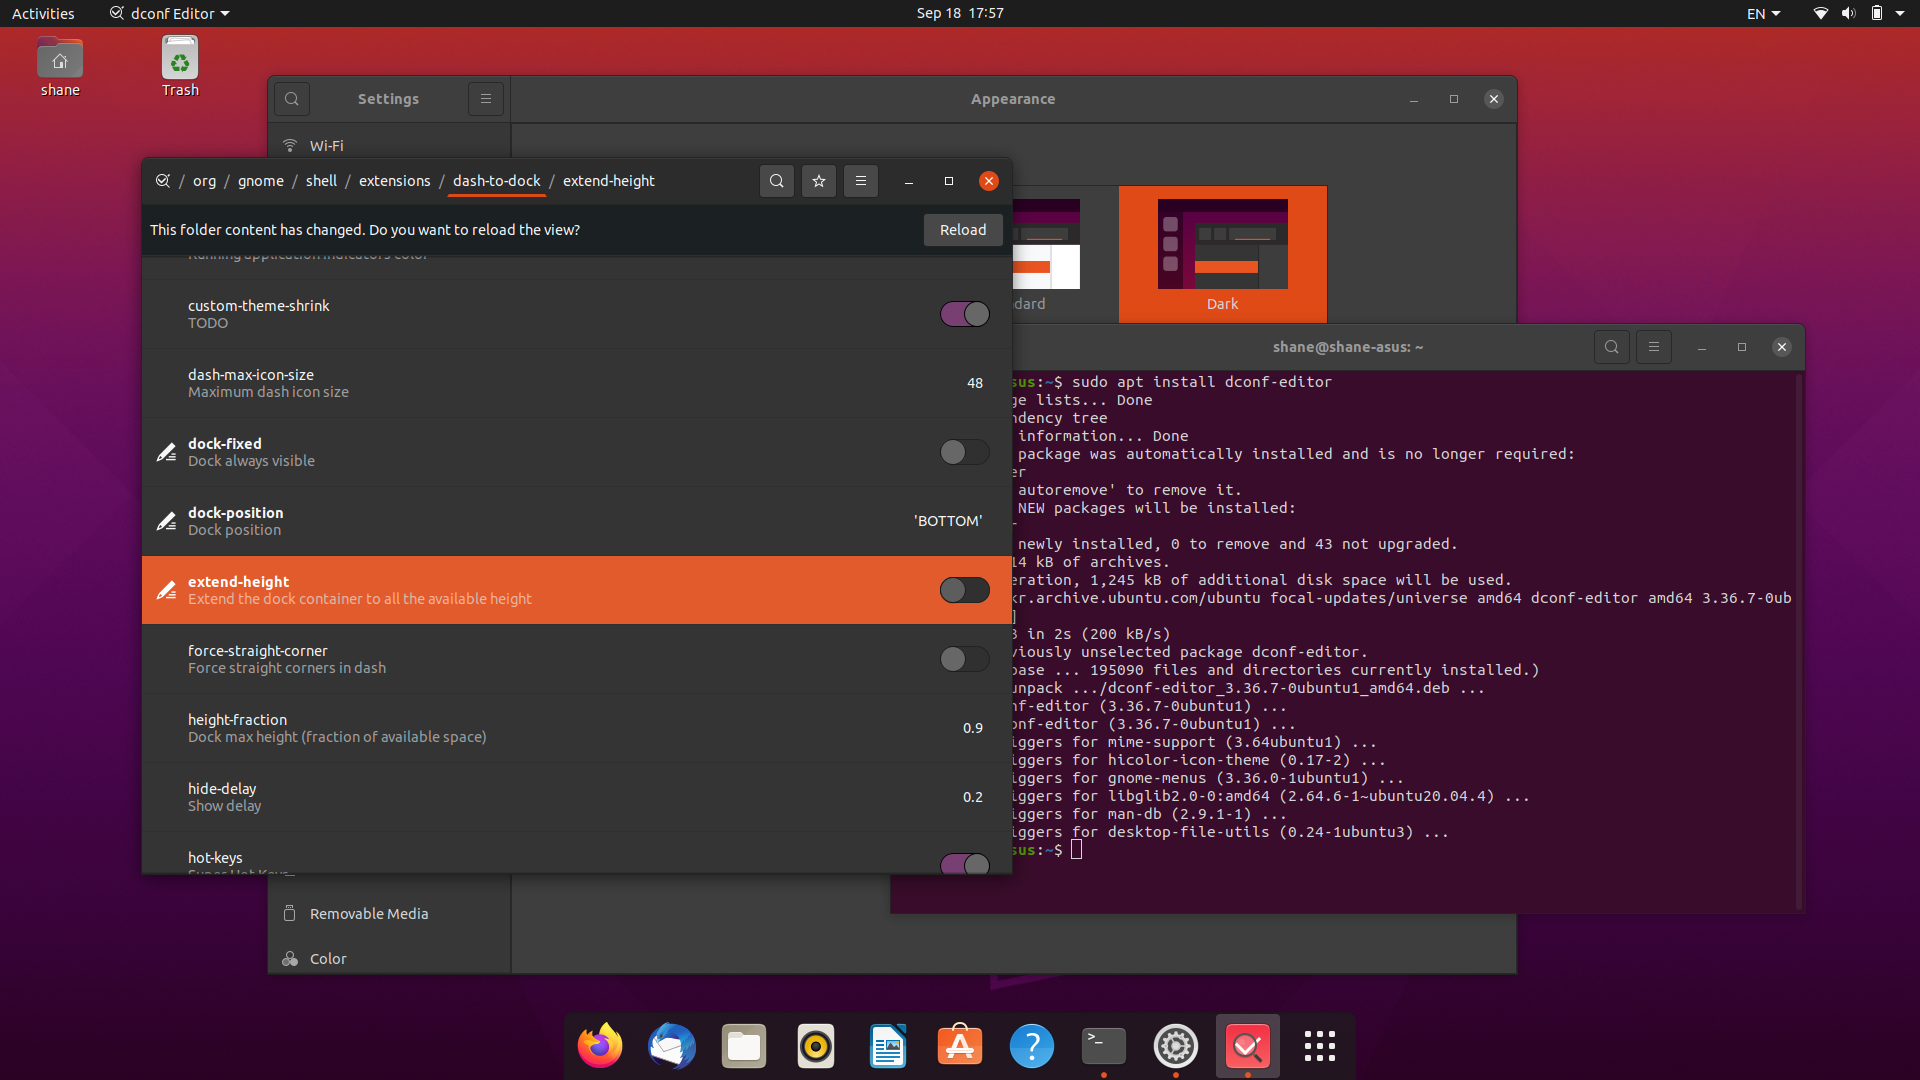 Activities
dconf Editor
Sep 18 17:57
EN
shane
Trash
Settings
Appearance
Wi-Fi
/ org / gnome / shell / extensions / dash-to-dock / extend-height
This folder content has changed. Do you want to reload the view?
Reload
Running application indicators color
custom-theme-shrink
TODO
dash-max-icon-size
Maximum dash icon size
48
dock-fixed
Dock always visible
dock-position
Dock position
'BOTTOM'
extend-height
Extend the dock container to all the available height
force-straight-corner
Force straight corners in dash
height-fraction
Dock max height (fraction of available space)
0.9
hide-delay
Show delay
0.2
hot-keys
Super Hot-Keys
Removable Media
Color
dard
Dark
shane@shane-asus: ~
sus:~$ sudo apt install dconf-editor
ge lists... Done
ndency tree
information... Done
package was automatically installed and is no longer required:
er
autoremove' to remove it.
NEW packages will be installed:
r
newly installed, 0 to remove and 43 not upgraded.
14 kB of archives.
eration, 1,245 kB of additional disk space will be used.
kr.archive.ubuntu.com/ubuntu focal-updates/universe amd64 dconf-editor amd64 3.36.7-0ub
]
B in 2s (200 kB/s)
viously unselected package dconf-editor.
base ... 195090 files and directories currently installed.)
unpack .../dconf-editor_3.36.7-0ubuntu1_amd64.deb ...
nf-editor (3.36.7-0ubuntu1) ...
onf-editor (3.36.7-0ubuntu1) ...
iggers for mime-support (3.64ubuntu1) ...
iggers for hicolor-icon-theme (0.17-2) ...
iggers for gnome-menus (3.36.0-1ubuntu1) ...
iggers for libglib2.0-0:amd64 (2.64.6-1~ubuntu20.04.4) ...
iggers for man-db (2.9.1-1) ...
iggers for desktop-file-utils (0.24-1ubuntu3) ...
sus:~$